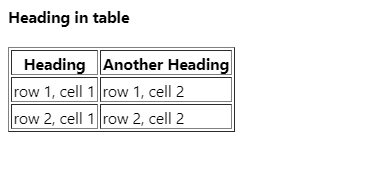 Heading in table
Heading Another Heading
row 1, cell 1 row 1, cell 2
row 2, cell 1 row 2, cell 2